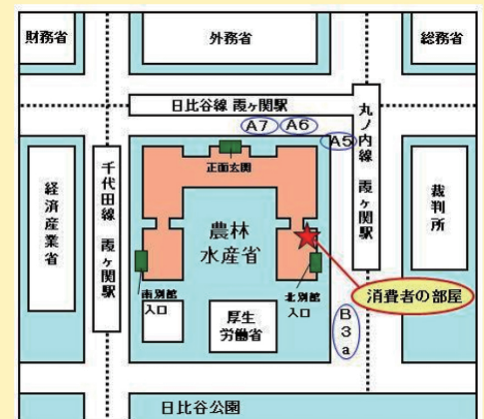 財務省
外務省
総務省
日比谷線 霞ヶ関駅
A7
A6
A5
丸ノ内線 霞ヶ関駅
正面玄関
経済産業省
千代田線 霞ヶ関駅
農林
水産省
裁判所
消費者の部屋
南別館
入口
北別館
入口
厚生
労働省
B3a
日比谷公園